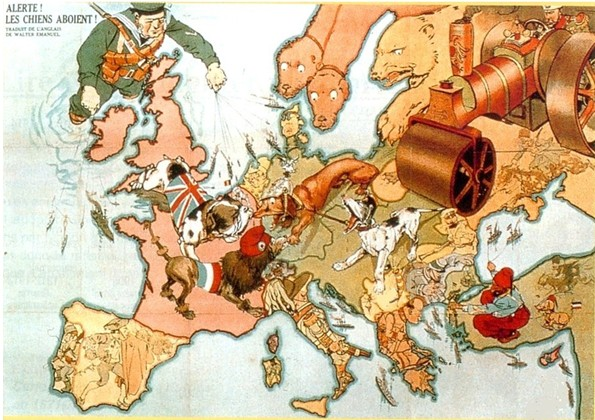 ALERTE!
LES CHIENS ABOIENT!
TRADUIT DE L'ANGLAIS
DE WALTER EMANUEL.